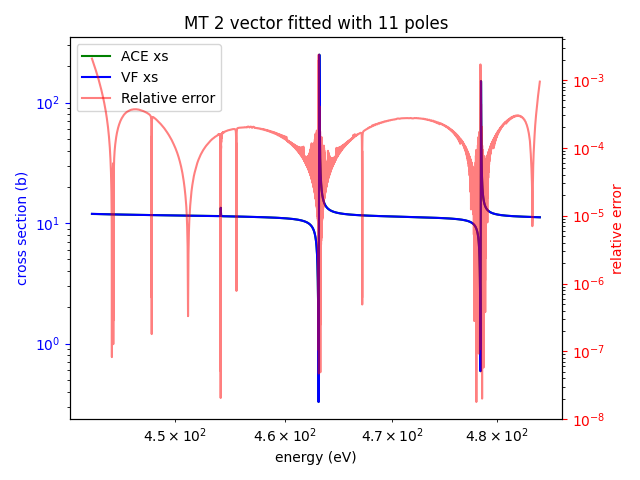 MT 2 vector fitted with 11 poles
ACE xs
VF xs
Relative error
cross section (b)
10²
10¹
10⁰
relative error
10⁻³
10⁻⁴
10⁻⁵
10⁻⁶
10⁻⁷
10⁻⁸
4.5 × 10² 4.6 × 10² 4.7 × 10² 4.8 × 10²
energy (eV)